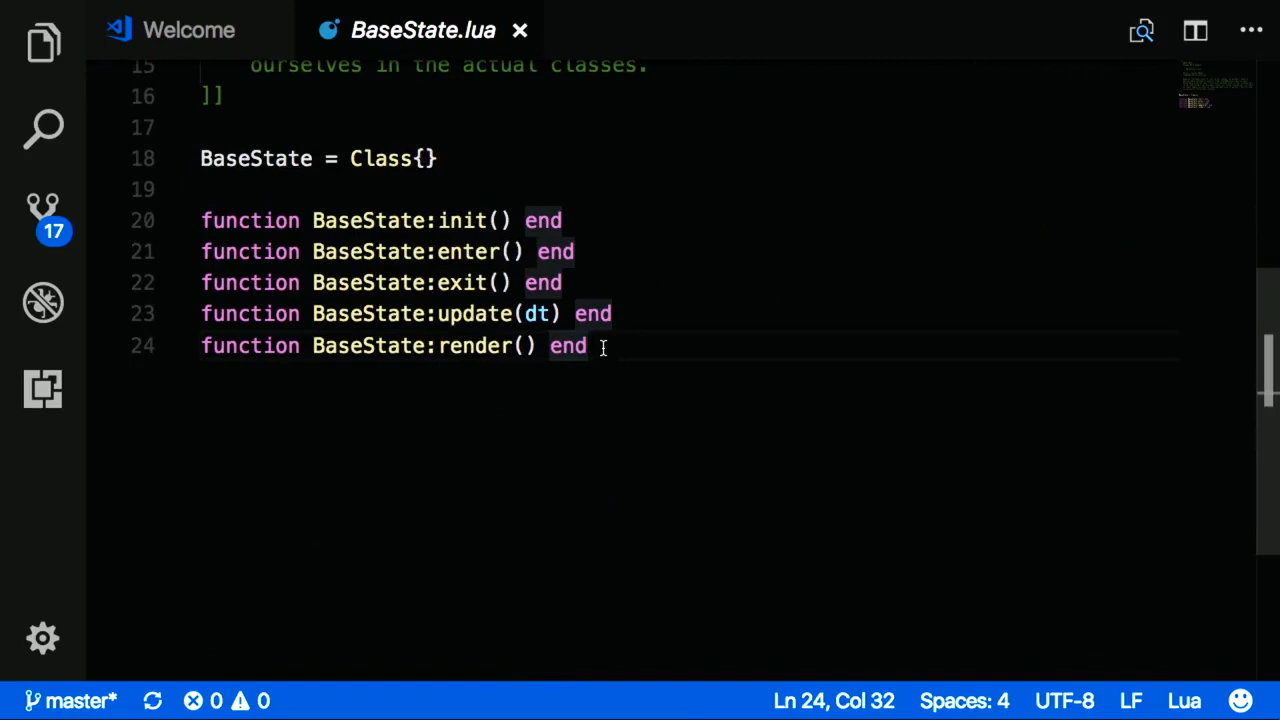 Welcome
BaseState.lua
15 ourselves in the actual classes.
16 ]]
17
18 BaseState = Class{}
19
20 function BaseState:init() end
21 function BaseState:enter() end
22 function BaseState:exit() end
23 function BaseState:update(dt) end
24 function BaseState:render() end
17
master* 0 0 Ln 24, Col 32 Spaces: 4 UTF-8 LF Lua